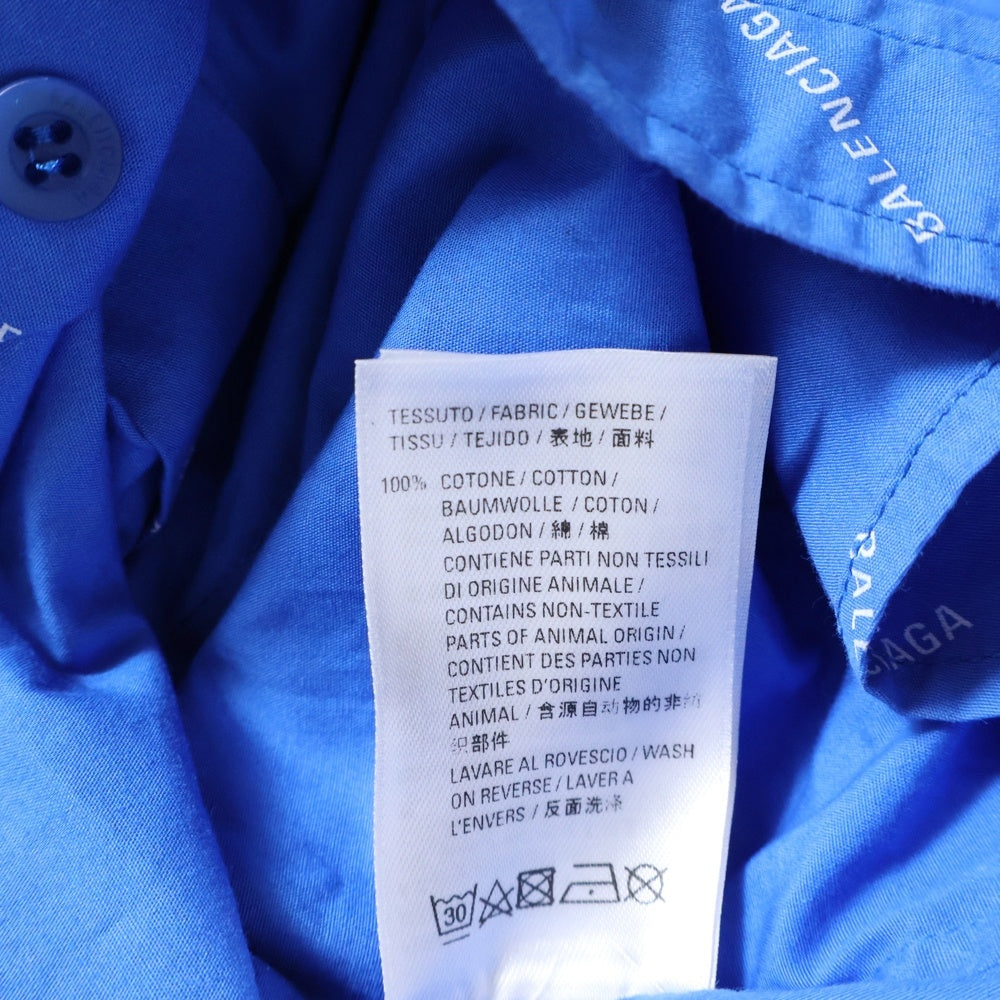 BALENCIAGA
TESSUTO / FABRIC / GEWEBE /
TISSU / TEJIDO / 表地 / 面料
100% COTONE / COTTON /
BAUMWOLLE / COTON /
ALGODON / 綿 / 棉
CONTIENE PARTI NON TESSILI
DI ORIGINE ANIMALE /
CONTAINS NON-TEXTILE
PARTS OF ANIMAL ORIGIN /
CONTIENT DES PARTIES NON
TEXTILES D'ORIGINE
ANIMAL / 含源自动物的非纺
织部件
LAVARE AL ROVESCIO / WASH
ON REVERSE / LAVER A
L'ENVERS / 反面洗涤
30